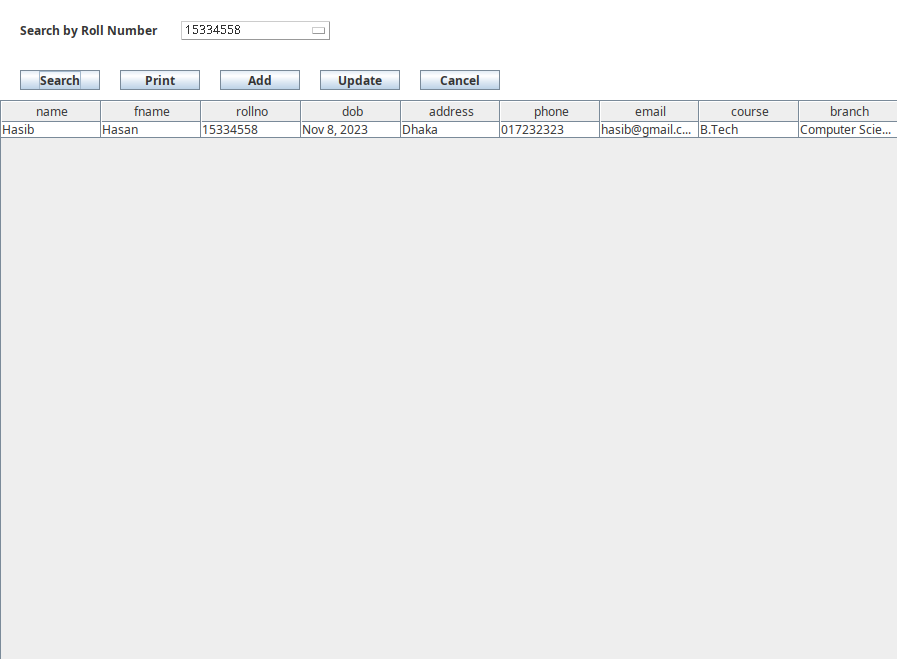 Search by Roll Number 15334558
Search Print Add Update Cancel
name fname rollno dob address phone email course branch
Hasib Hasan 15334558 Nov 8, 2023 Dhaka 017232323 hasib@gmail.c... B.Tech Computer Scie...